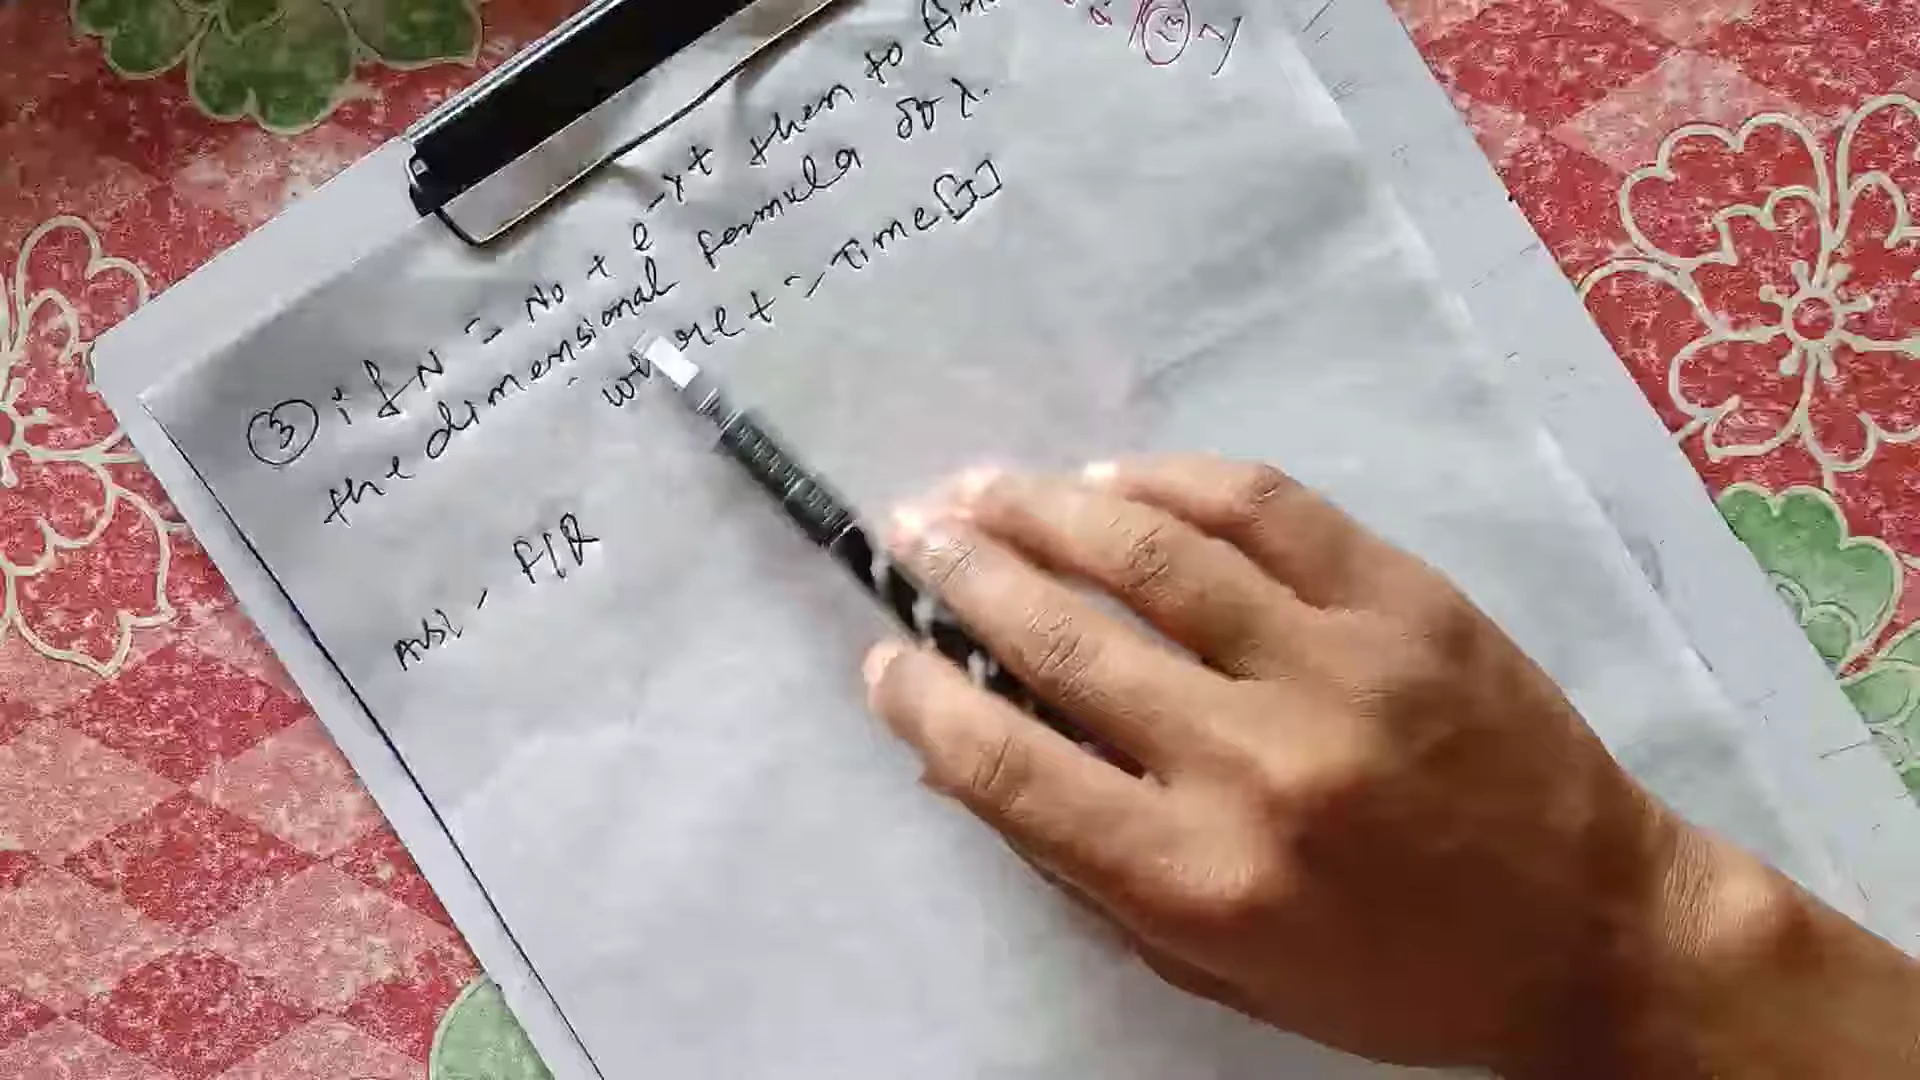 ③ if N = No + e^-λt then to find
the dimensional formula of λ.
where t = Time [T]
Ans -